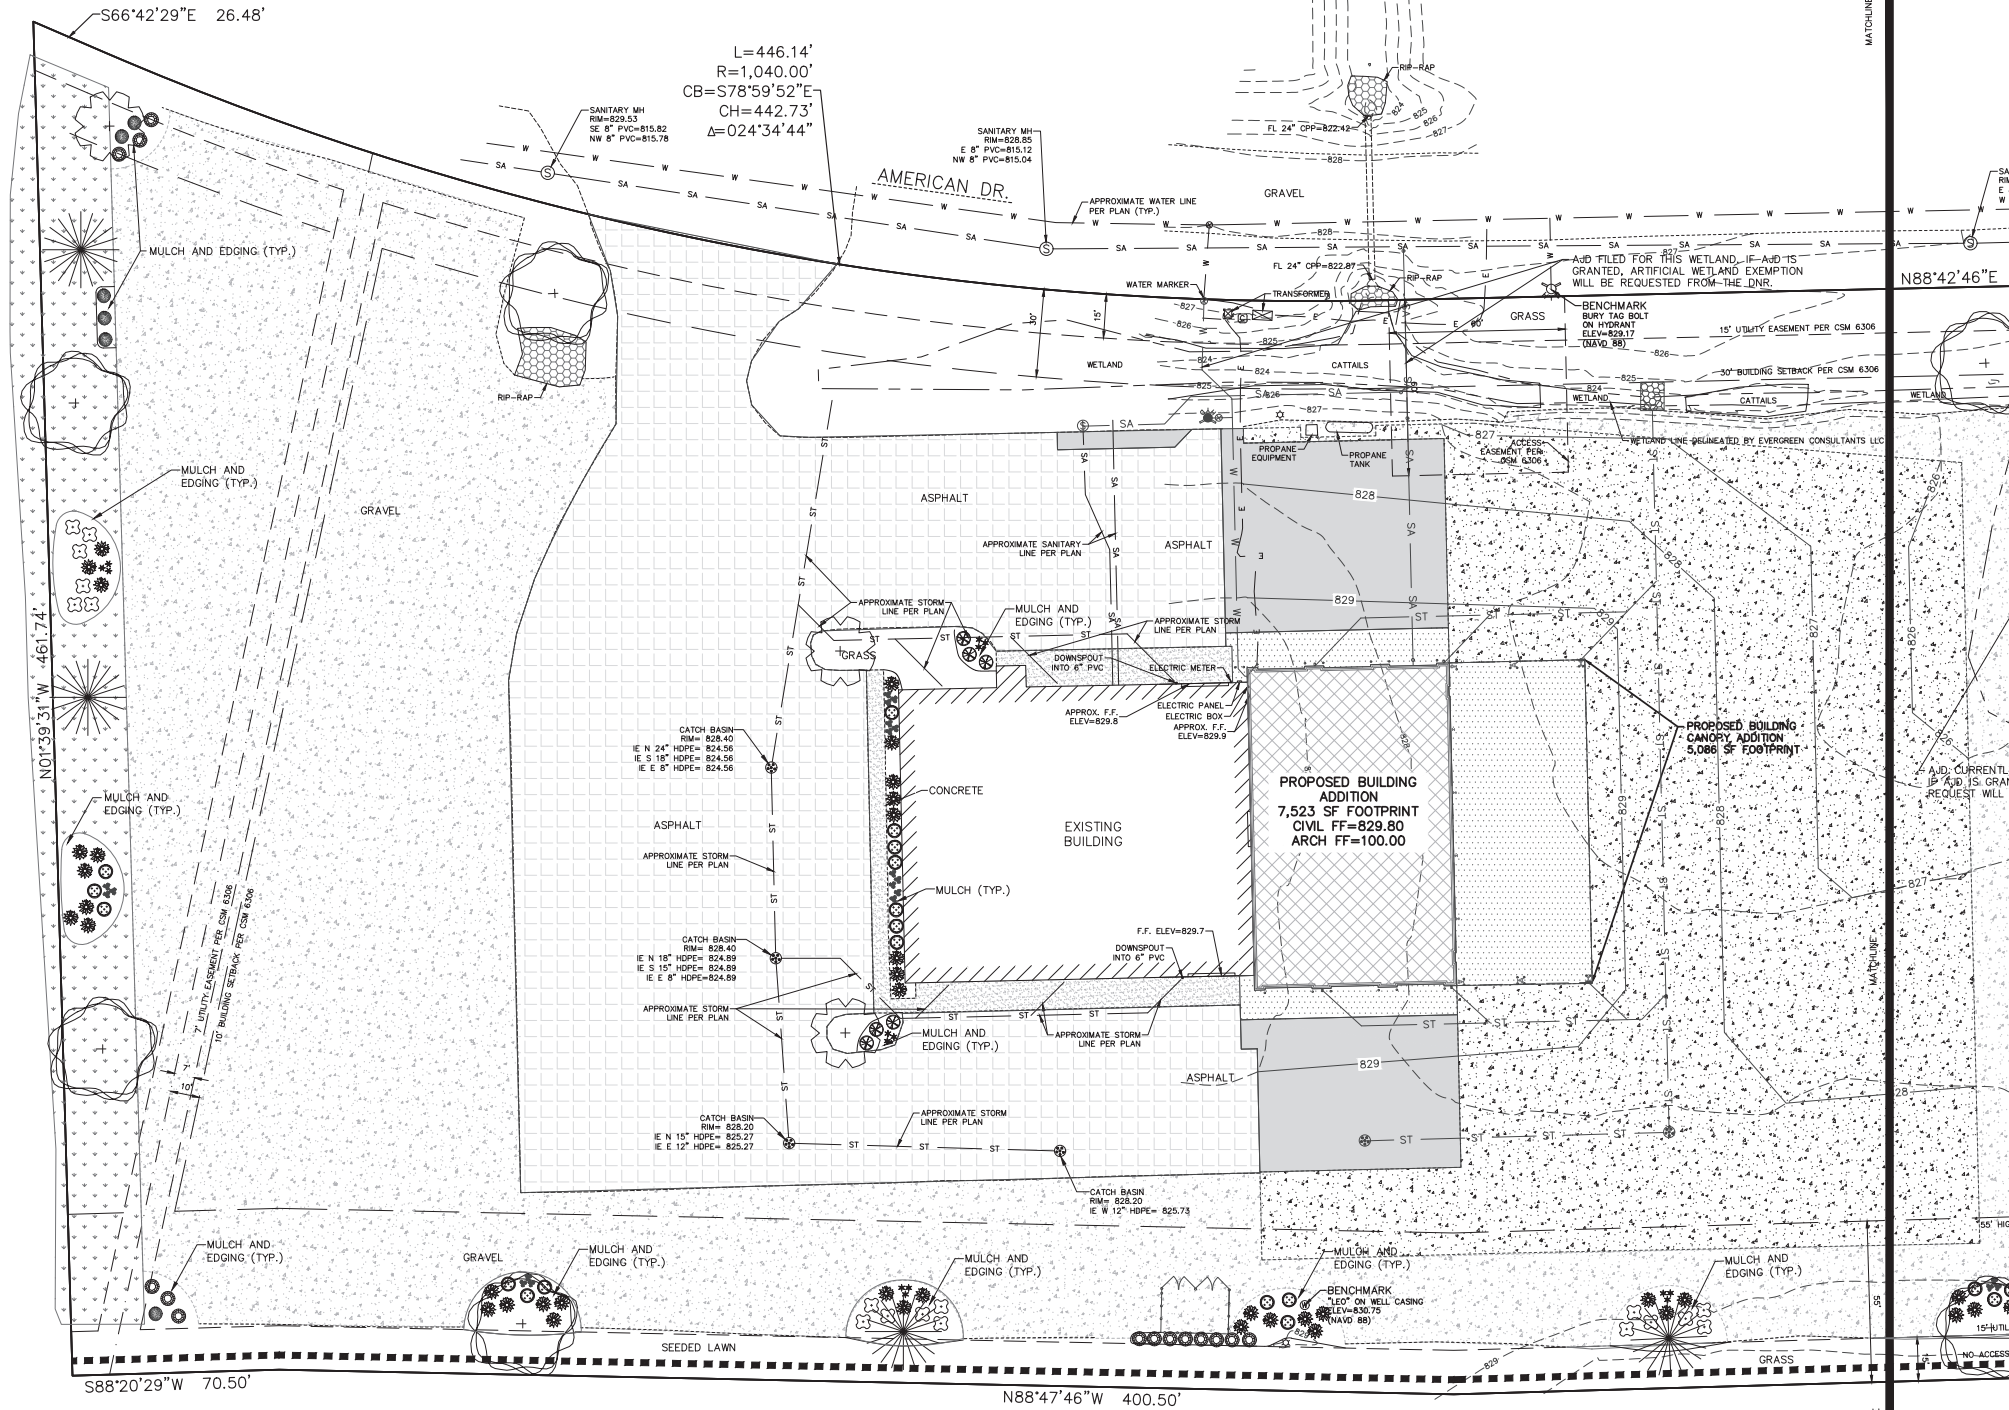 S66°42'29"E 26.48'
L=446.14'
R=1,040.00'
CB=S78°59'52"E
CH=442.73'
Δ=024°34'44"
SANITARY MH
RIM=829.53
SE 8" PVC=815.82
NW 8" PVC=815.78
SANITARY MH
RIM=828.85
E 8" PVC=815.12
NW 8" PVC=815.04
AMERICAN DR.
APPROXIMATE WATER LINE
PER PLAN (TYP.)
GRAVEL
RIP-RAP
FL 24" CPP=822.42
824
825
826
827
828
MATCHLINE
MULCH AND EDGING (TYP.)
FL 24" CPP=822.87
RIP-RAP
WATER MARKER
TRANSFORMER
AJD FILED FOR THIS WETLAND. IF AJD IS
GRANTED, ARTIFICIAL WETLAND EXEMPTION
WILL BE REQUESTED FROM THE DNR.
N88°42'46"E
BENCHMARK
BURY TAG BOLT
ON HYDRANT
ELEV=829.17
(NAVD 88)
GRASS
15' UTILITY EASEMENT PER CSM 6306
30' BUILDING SETBACK PER CSM 6306
30'
15'
WETLAND
CATTAILS
WETLAND
CATTAILS
WETLAND
WETLAND LINE DELINEATED BY EVERGREEN CONSULTANTS LLC
ACCESS
EASEMENT PER
CSM 6306
PROPANE
EQUIPMENT
PROPANE
TANK
RIP-RAP
MULCH AND
EDGING (TYP.)
GRAVEL
ASPHALT
ASPHALT
APPROXIMATE SANITARY
LINE PER PLAN
828
829
APPROXIMATE STORM
LINE PER PLAN
MULCH AND
EDGING (TYP.)
APPROXIMATE STORM
LINE PER PLAN
GRASS
DOWNSPOUT
INTO 6" PVC
ELECTRIC METER
APPROX. F.F.
ELEV=829.8
ELECTRIC PANEL
ELECTRIC BOX
APPROX. F.F.
ELEV=829.9
N01°39'31"W 461.74'
CATCH BASIN
RIM= 828.40
IE N 24" HDPE= 824.56
IE S 18" HDPE= 824.56
IE E 8" HDPE= 824.56
PROPOSED BUILDING
CANOPY ADDITION
5,086 SF FOOTPRINT
CONCRETE
PROPOSED BUILDING
ADDITION
7,523 SF FOOTPRINT
CIVIL FF=829.80
ARCH FF=100.00
MULCH AND
EDGING (TYP.)
ASPHALT
EXISTING
BUILDING
APPROXIMATE STORM
LINE PER PLAN
MULCH (TYP.)
7' UTILITY EASEMENT PER CSM 6306
10' BUILDING SETBACK PER CSM 6306
F.F. ELEV=829.7
DOWNSPOUT
INTO 6" PVC
CATCH BASIN
RIM= 828.40
IE N 18" HDPE= 824.89
IE S 15" HDPE= 824.89
IE E 8" HDPE= 824.89
MATCHLINE
APPROXIMATE STORM
LINE PER PLAN
MULCH AND
EDGING (TYP.)
APPROXIMATE STORM
LINE PER PLAN
829
ASPHALT
7'
10'
CATCH BASIN
RIM= 828.20
IE N 15" HDPE= 825.27
IE E 12" HDPE= 825.27
APPROXIMATE STORM
LINE PER PLAN
CATCH BASIN
RIM= 828.20
IE W 12" HDPE= 825.73
MULCH AND
EDGING (TYP.)
GRAVEL
MULCH AND
EDGING (TYP.)
MULCH AND
EDGING (TYP.)
MULCH AND
EDGING (TYP.)
BENCHMARK
"LEO" ON WELL CASING
ELEV=830.75
(NAVD 88)
MULCH AND
EDGING (TYP.)
55'
15'
NO ACCESS
SEEDED LAWN
GRASS
829
S88°20'29"W 70.50'
N88°47'46"W 400.50'